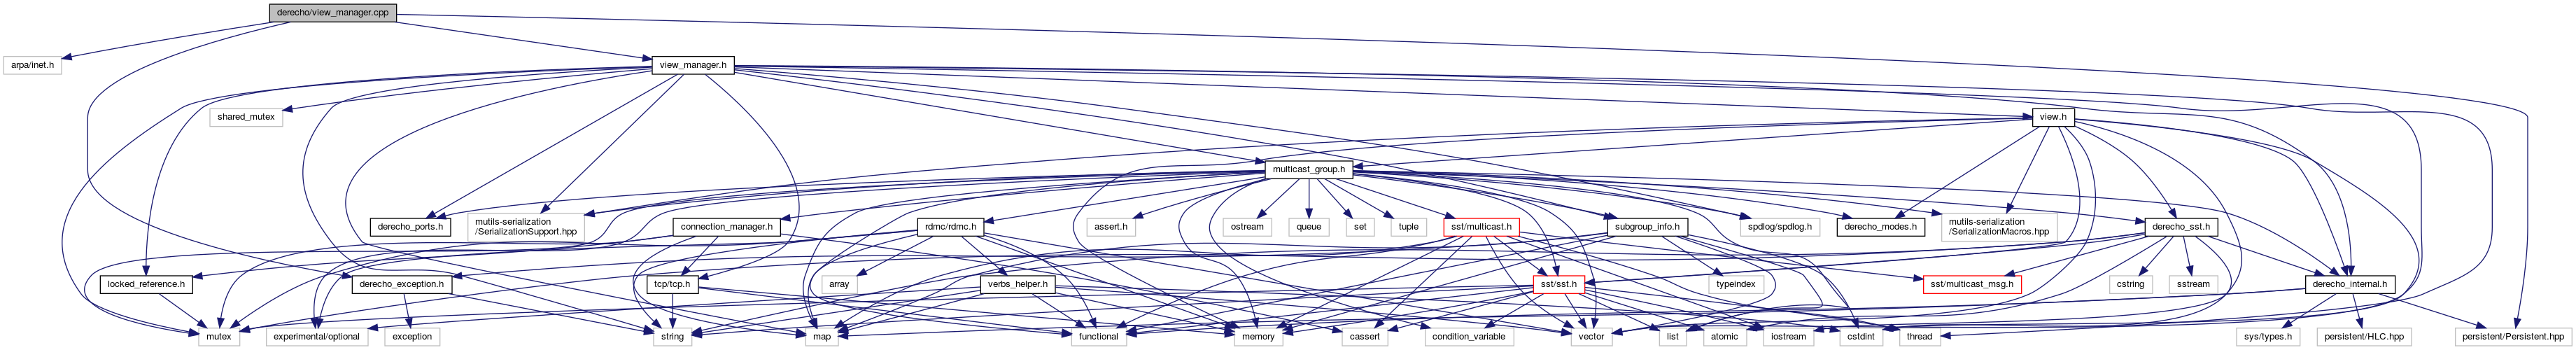 derecho/view_manager.cpp
arpa/inet.h
view_manager.h
shared_mutex
view.h
multicast_group.h
derecho_ports.h
mutils-serialization
/SerializationSupport.hpp
connection_manager.h
rdmc/rdmc.h
assert.h
ostream
queue
set
tuple
sst/multicast.h
subgroup_info.h
spdlog/spdlog.h
derecho_modes.h
mutils-serialization
/SerializationMacros.hpp
derecho_sst.h
locked_reference.h
derecho_exception.h
tcp/tcp.h
array
verbs_helper.h
sst/sst.h
typeindex
sst/multicast_msg.h
cstring
sstream
derecho_internal.h
mutex
experimental/optional
exception
string
map
functional
memory
cassert
condition_variable
vector
list
atomic
iostream
cstdint
thread
sys/types.h
persistent/HLC.hpp
persistent/Persistent.hpp